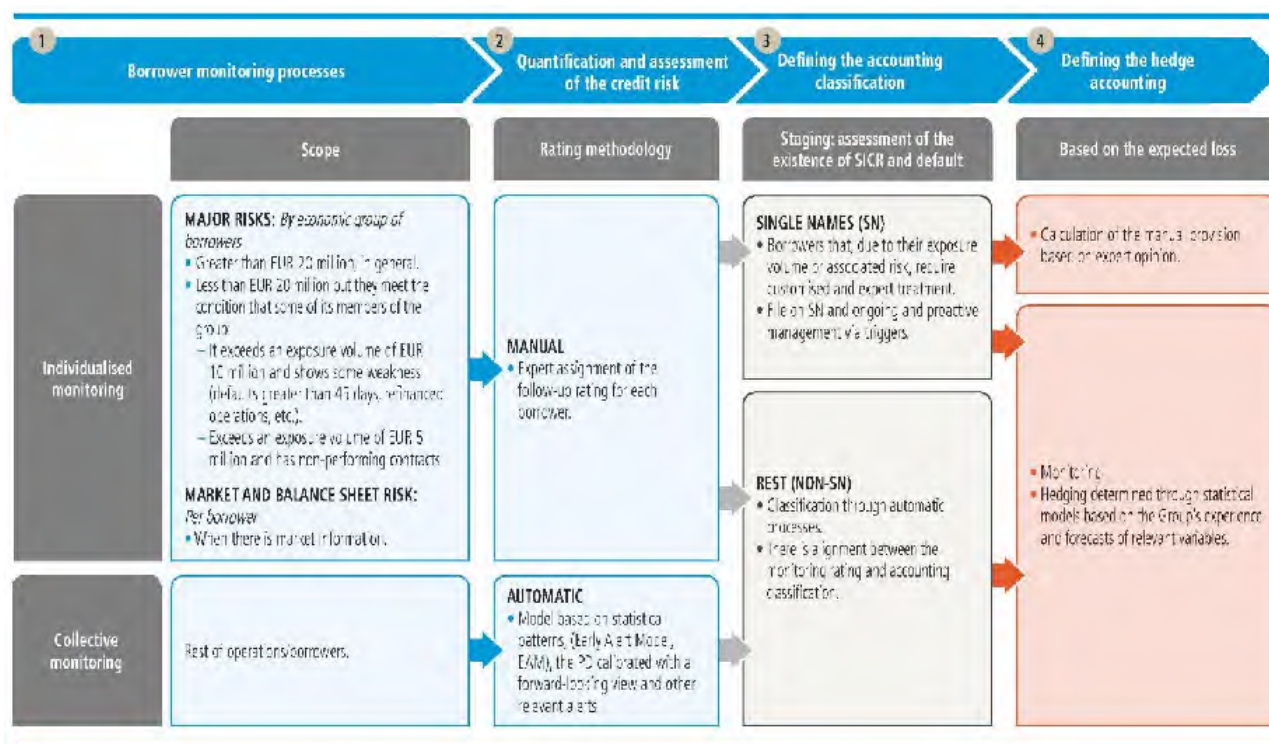 1
Borrower monitoring processes
2
Quantification and assessment
of the credit risk
3
Defining the accounting
classification
4
Defining the hedge
accounting
Scope
Rating methodology
Staging: assessment of the
existence of SICR and default
Based on the expected loss
Individualised
monitoring
MAJOR RISKS: By economic group of
borrowers
• Greater than EUR 20 million, in general.
• Less than EUR 20 million but they meet the
condition that some of its members of the
group
– It exceeds an exposure volume of EUR
10 million and shows some weakness
(defaults greater than 45 days, refinanced
operations, etc.).
– Exceeds an exposure volume of EUR 5
million and has non-performing contracts
MARKET AND BALANCE SHEET RISK:
Per borrower
• When there is market information.
MANUAL
• Expert assignment of the
follow-up rating for each
borrower.
SINGLE NAMES (SN)
• Borrowers that, due to their exposure
volume or associated risk, require
customised and expert treatment.
• File on SN and ongoing and proactive
management via triggers.
• Calculation of the manual provision
based on expert opinion.
REST (NON-SN)
• Classification through automatic
processes.
• There is alignment between the
monitoring rating and accounting
classification.
• Monitoring
• Hedging determined through statistical
models based on the Group's experience
and forecasts of relevant variables.
Collective
monitoring
Rest of operations/borrowers.
AUTOMATIC
• Model based on statistical
patterns, (Early Alert Model,
EAM), the PD calibrated with a
forward-looking view and other
relevant alerts